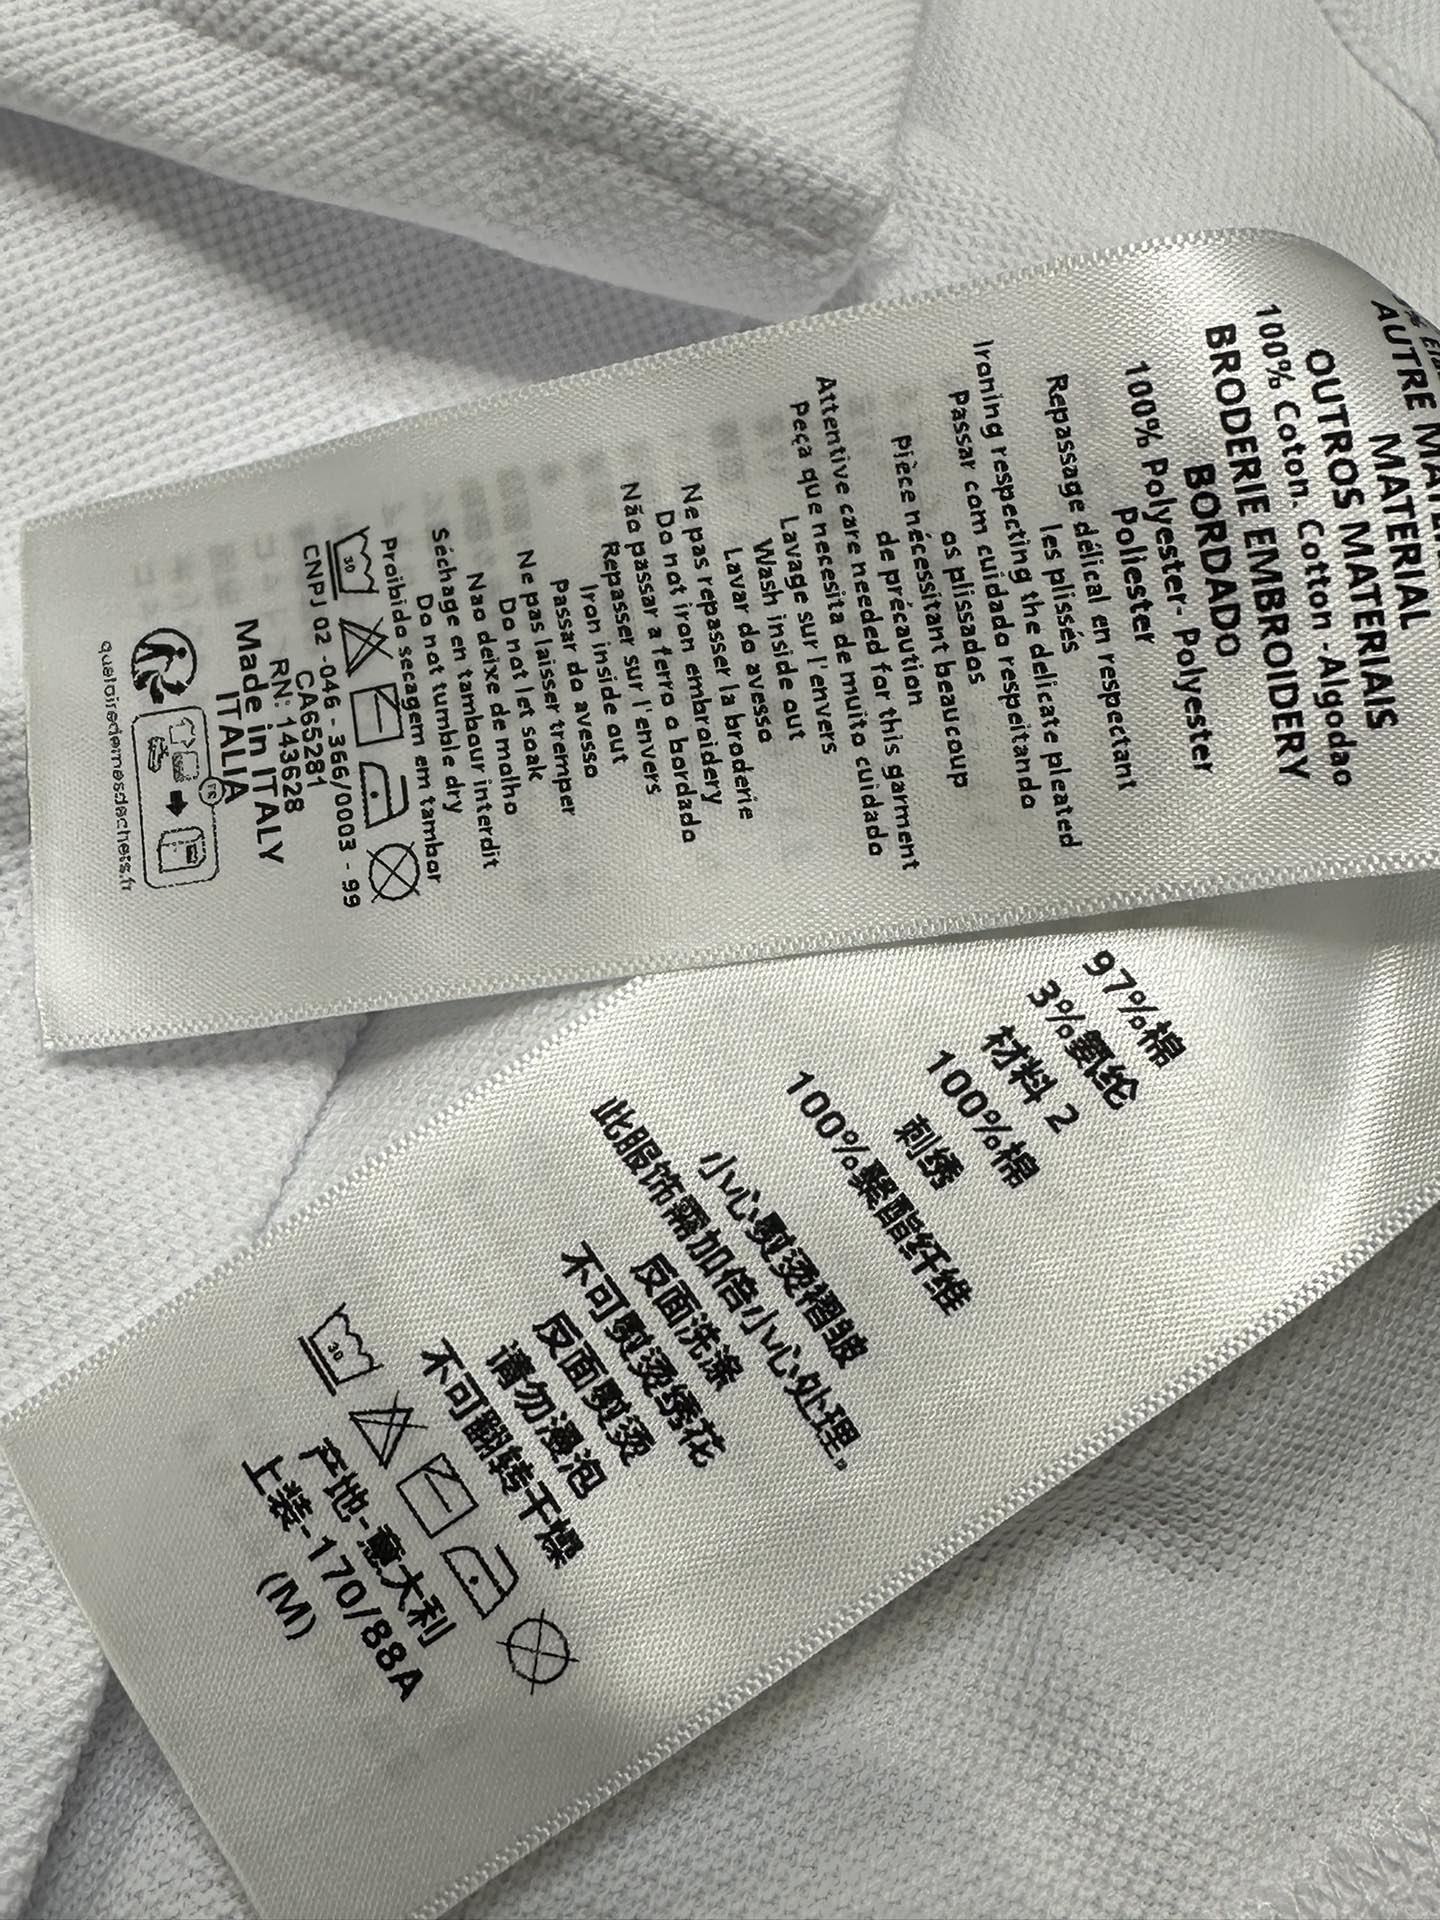 AUTRE
MATERIAL
OUTROS MATERIAIS
100% Coton- Cotton -Algodao
BRODERIE EMBROIDERY
BORDADO
100% Polyester- Polyester
Poliester
Repassage délical en respectant
les plissés
Ironing respecting the delicate pleated
Passar com cuidado respeitando
os plissados
Pièce nécessitant beaucoup
de précaution
Attentive care needed for this garment
Peça que necesita de muito cuidado
Lavage sur l'envers
Wash inside out
Lavar do avesso
Ne pas repasser la broderie
Do not iron embroidery
Não passar a ferro o bordado
Repasser sur l'envers
Iron inside out
Passar do avesso
Ne pas laisser tremper
Do not let soak
Nao deixe de molho
Séchage en tambour interdit
Do not tumble dry
Proibido secagem em tambor
30
CNPJ 02 -046 - 366/0003 - 99
CA65281
RN: 143628
Made in ITALY
ITALIA
FR
quefairedemesdechets.fr
97%棉
3%氨纶
材料 2
100%棉
刺绣
100%聚酯纤维
小心熨烫褶皱
此服饰需加倍小心处理。
反面洗涤
不可熨烫绣花
反面熨烫
请勿浸泡
不可翻转干燥
30
产地-意大利
上装-170/88A
(M)